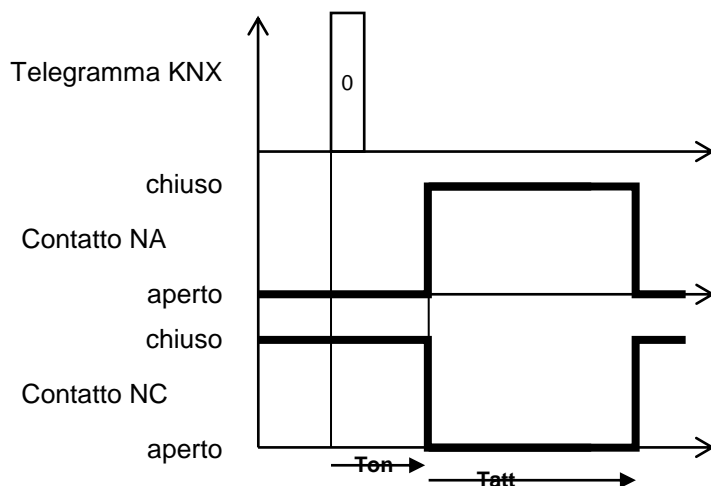 Telegramma KNX
0
chiuso
Contatto NA
aperto
chiuso
Contatto NC
aperto
Ton
Tatt